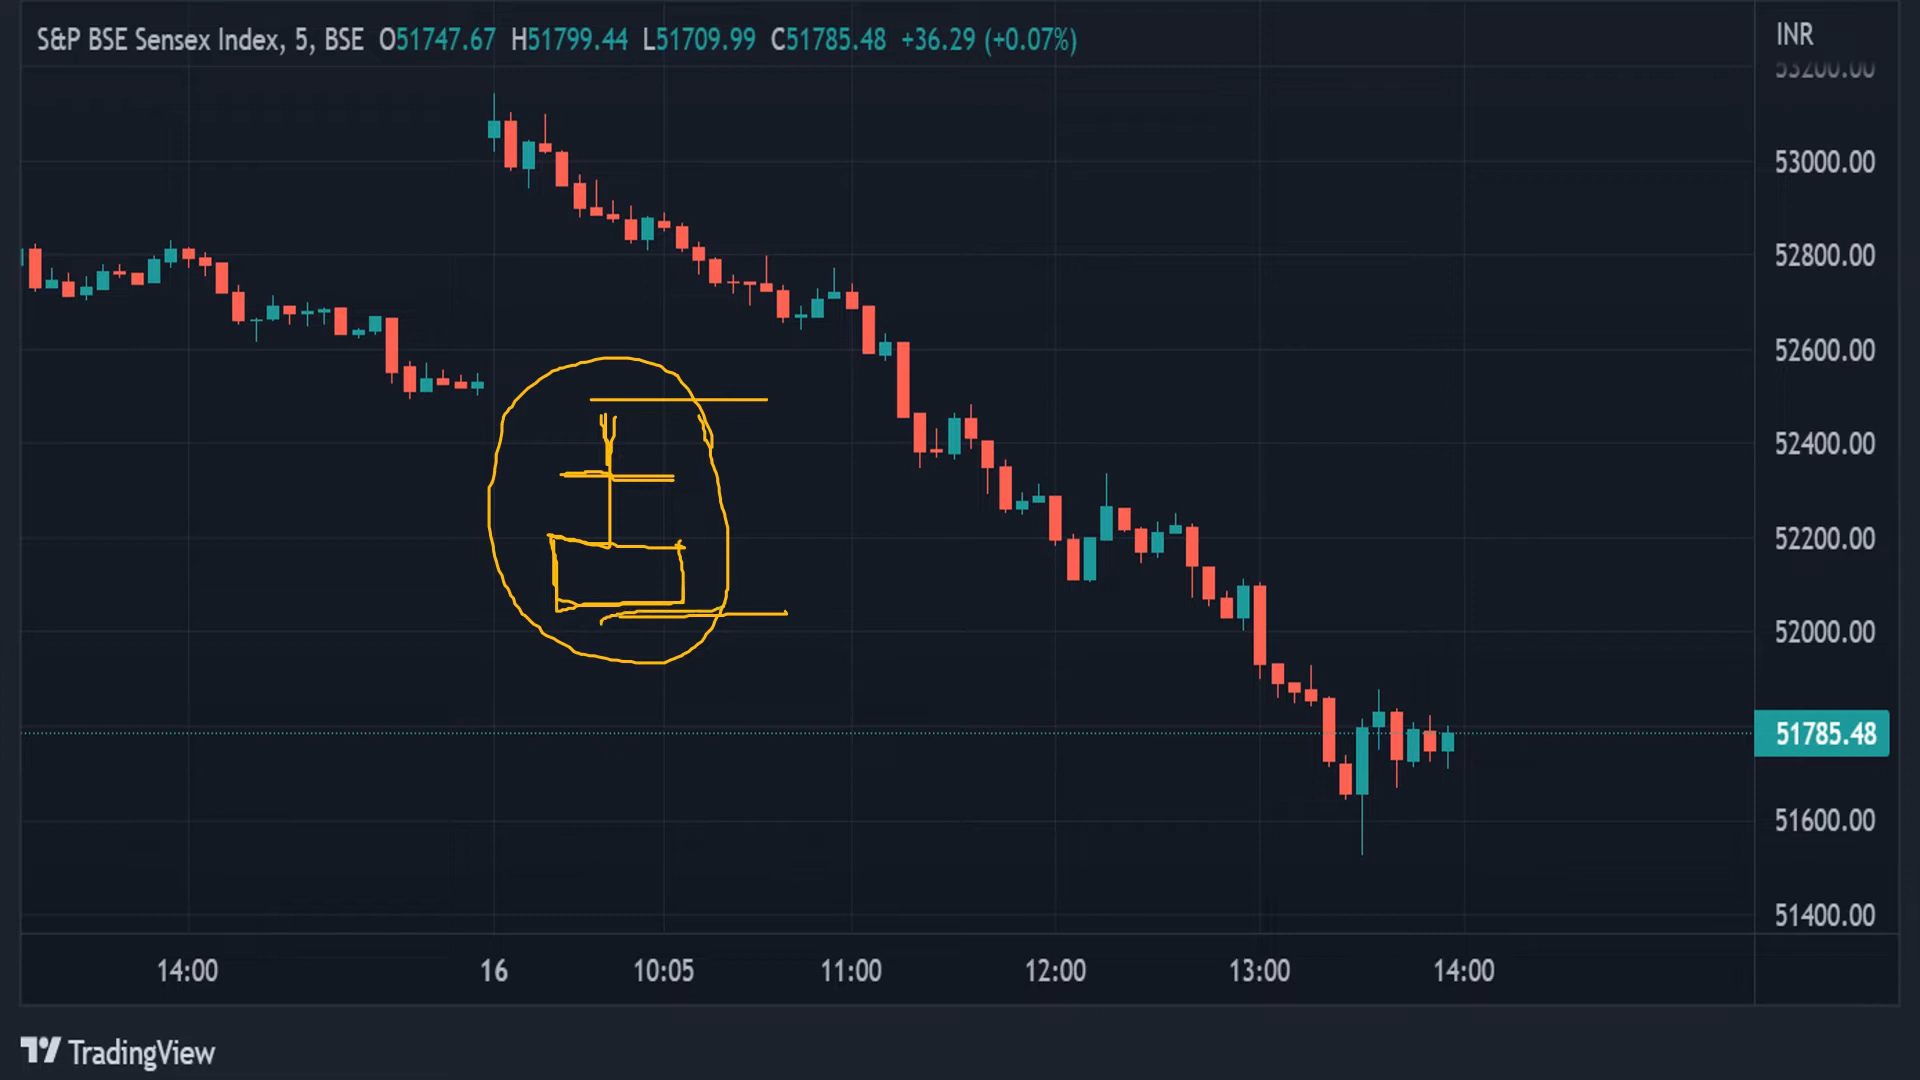 S&P BSE Sensex Index, 5, BSE O51747.67 H51799.44 L51709.99 C51785.48 +36.29 (+0.07%)
INR
53200.00
53000.00
52800.00
52600.00
52400.00
52200.00
52000.00
51785.48
51600.00
51400.00
14:00 16 10:05 11:00 12:00 13:00 14:00
TradingView